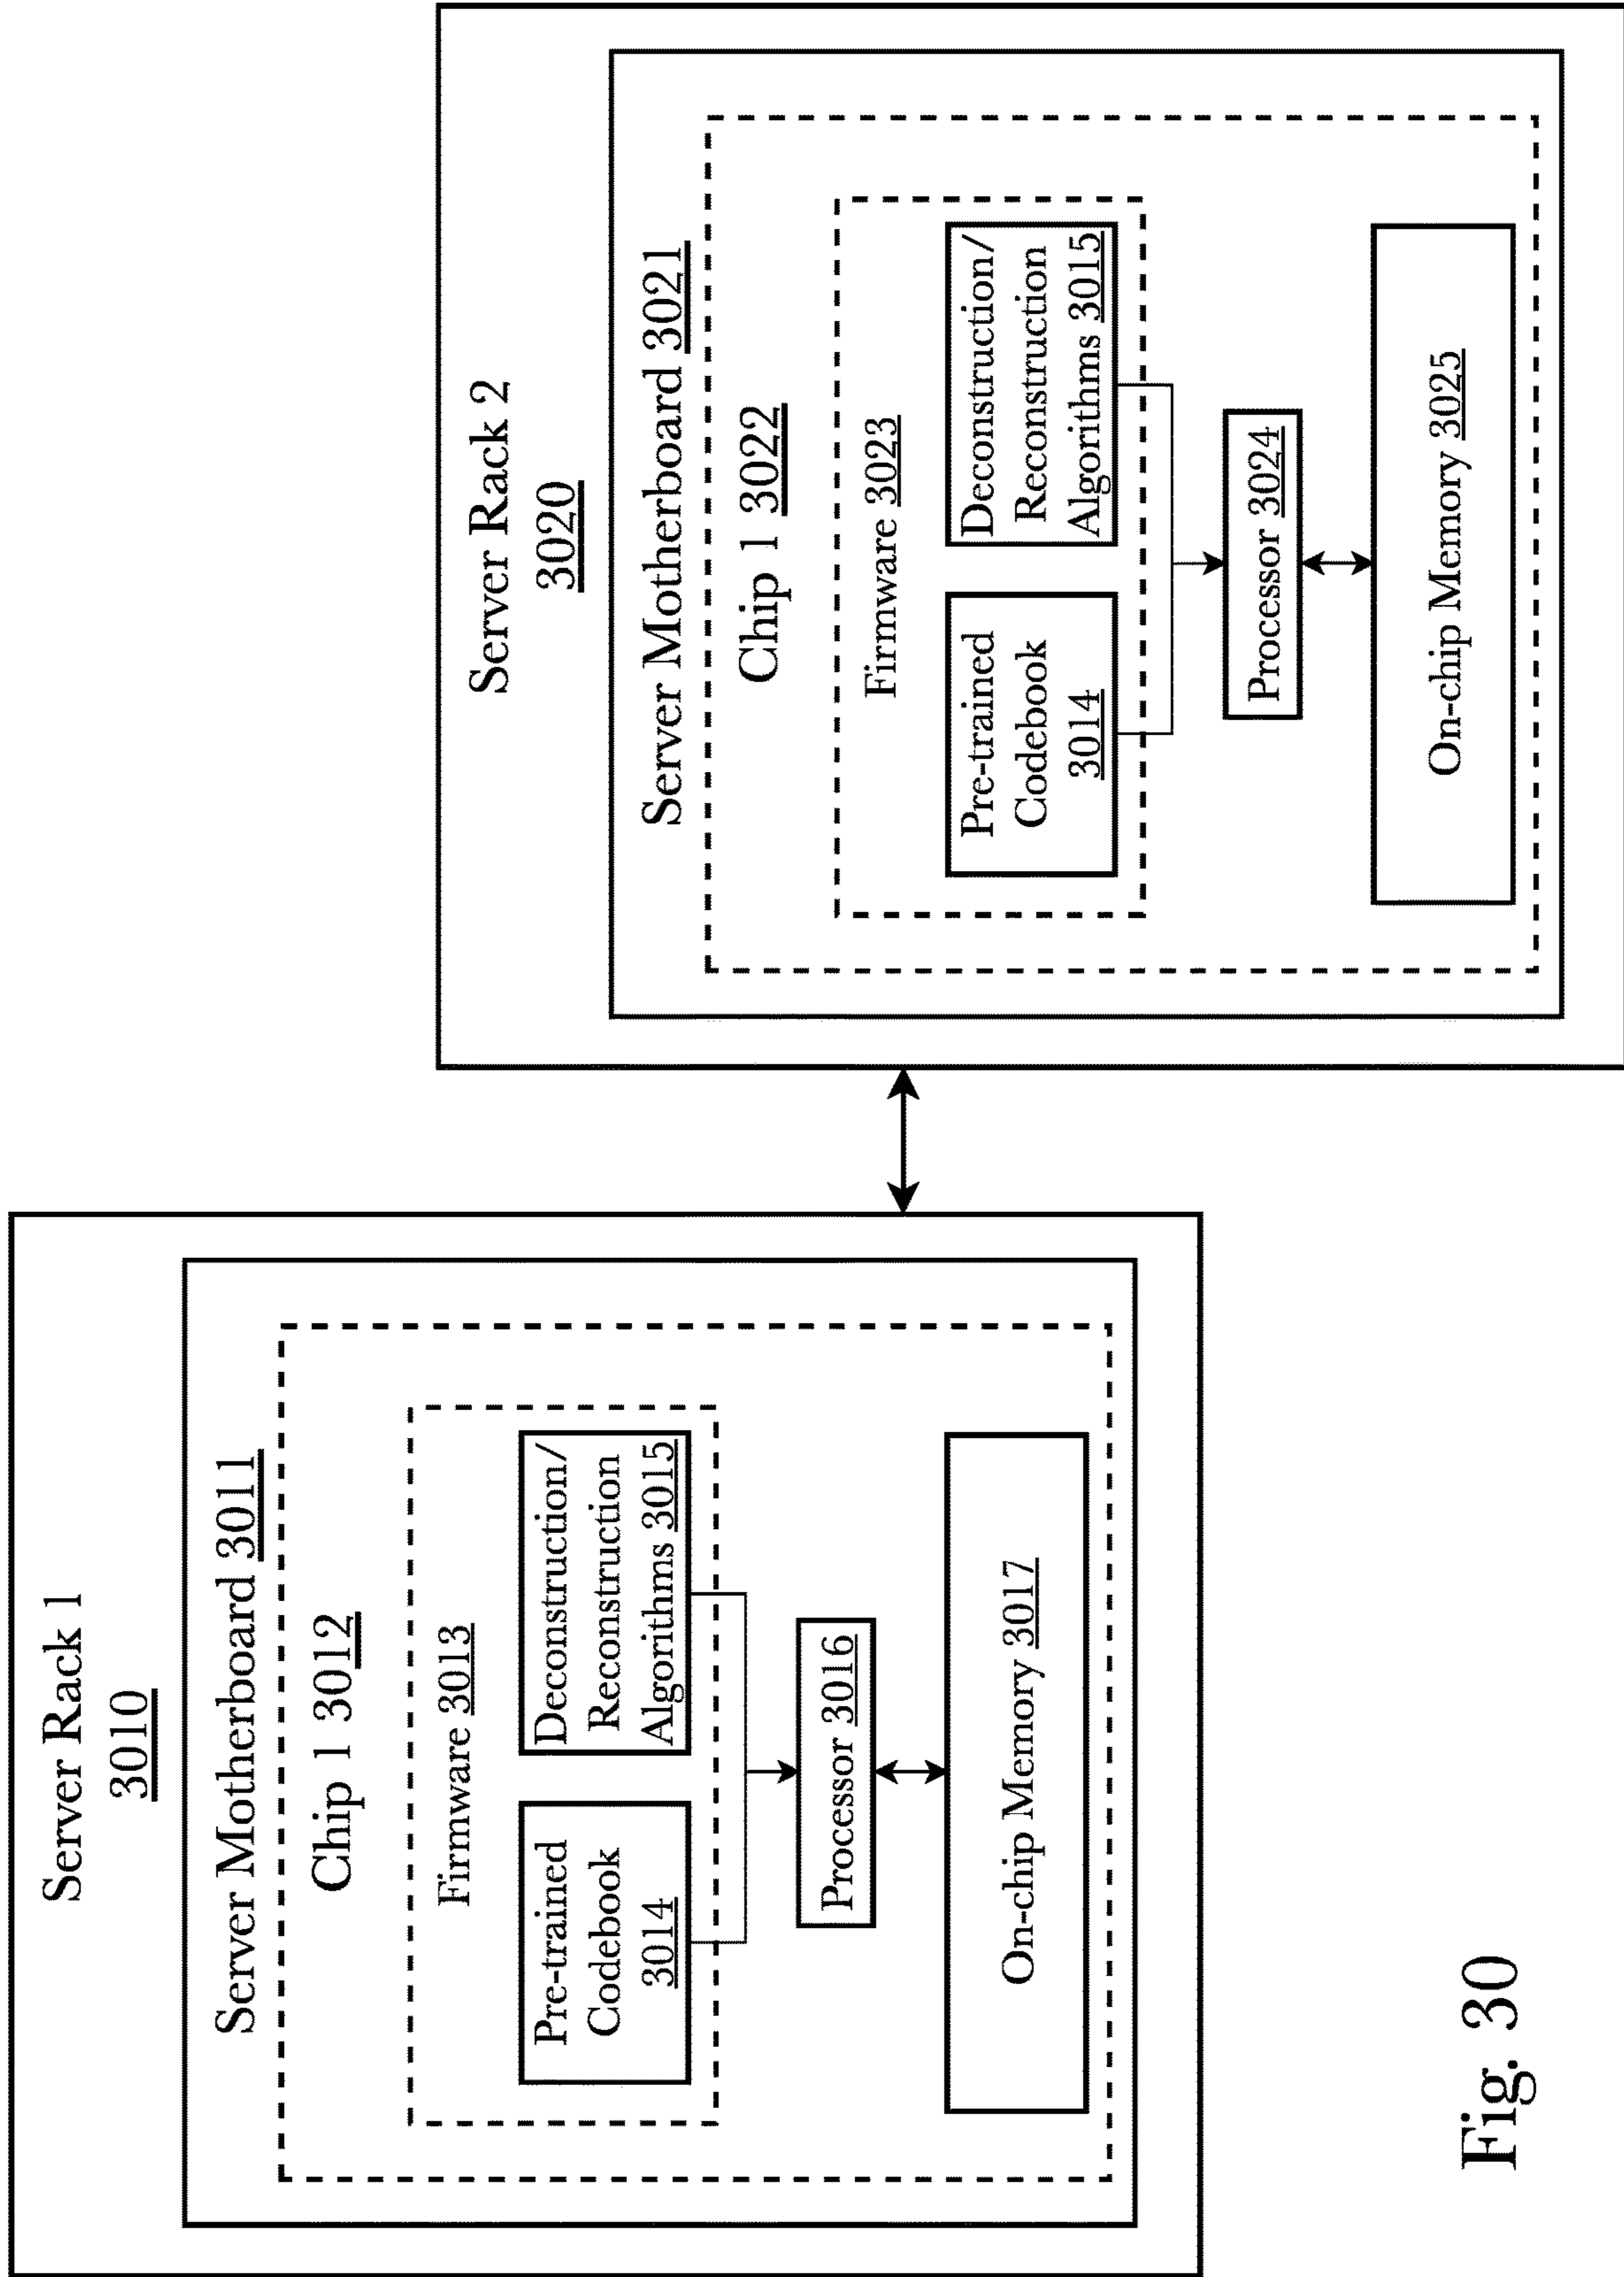 Server Rack 1
3010
Server Motherboard 3011
Chip 1 3012
Firmware 3013
Pre-trained
Codebook
3014
Deconstruction/
Reconstruction
Algorithms 3015
Processor 3016
On-chip Memory 3017
Server Rack 2
3020
Server Motherboard 3021
Chip 1 3022
Firmware 3023
Pre-trained
Codebook
3014
Deconstruction/
Reconstruction
Algorithms 3015
Processor 3024
On-chip Memory 3025
Fig. 30